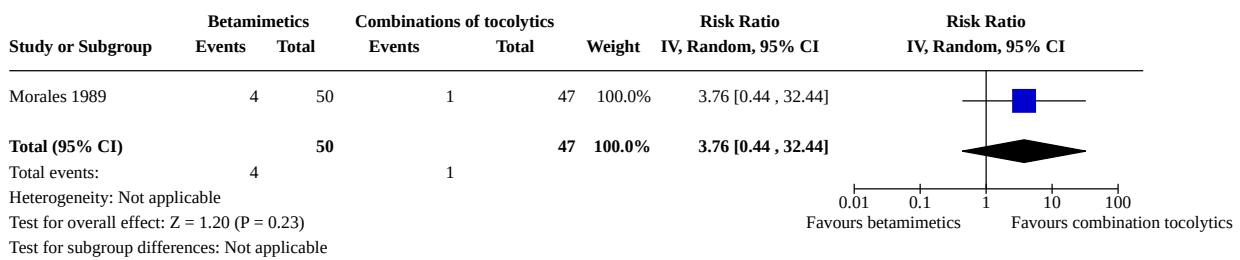 Betamimetics Combinations of tocolytics Risk Ratio Risk Ratio
Study or Subgroup Events Total Events Total Weight IV, Random, 95% CI IV, Random, 95% CI
Morales 1989 4 50 1 47 100.0% 3.76 [0.44 , 32.44]
Total (95% CI) 50 47 100.0% 3.76 [0.44 , 32.44]
Total events: 4 1
Heterogeneity: Not applicable
0.01 0.1 1 10 100
Test for overall effect: Z = 1.20 (P = 0.23) Favours betamimetics Favours combination tocolytics
Test for subgroup differences: Not applicable